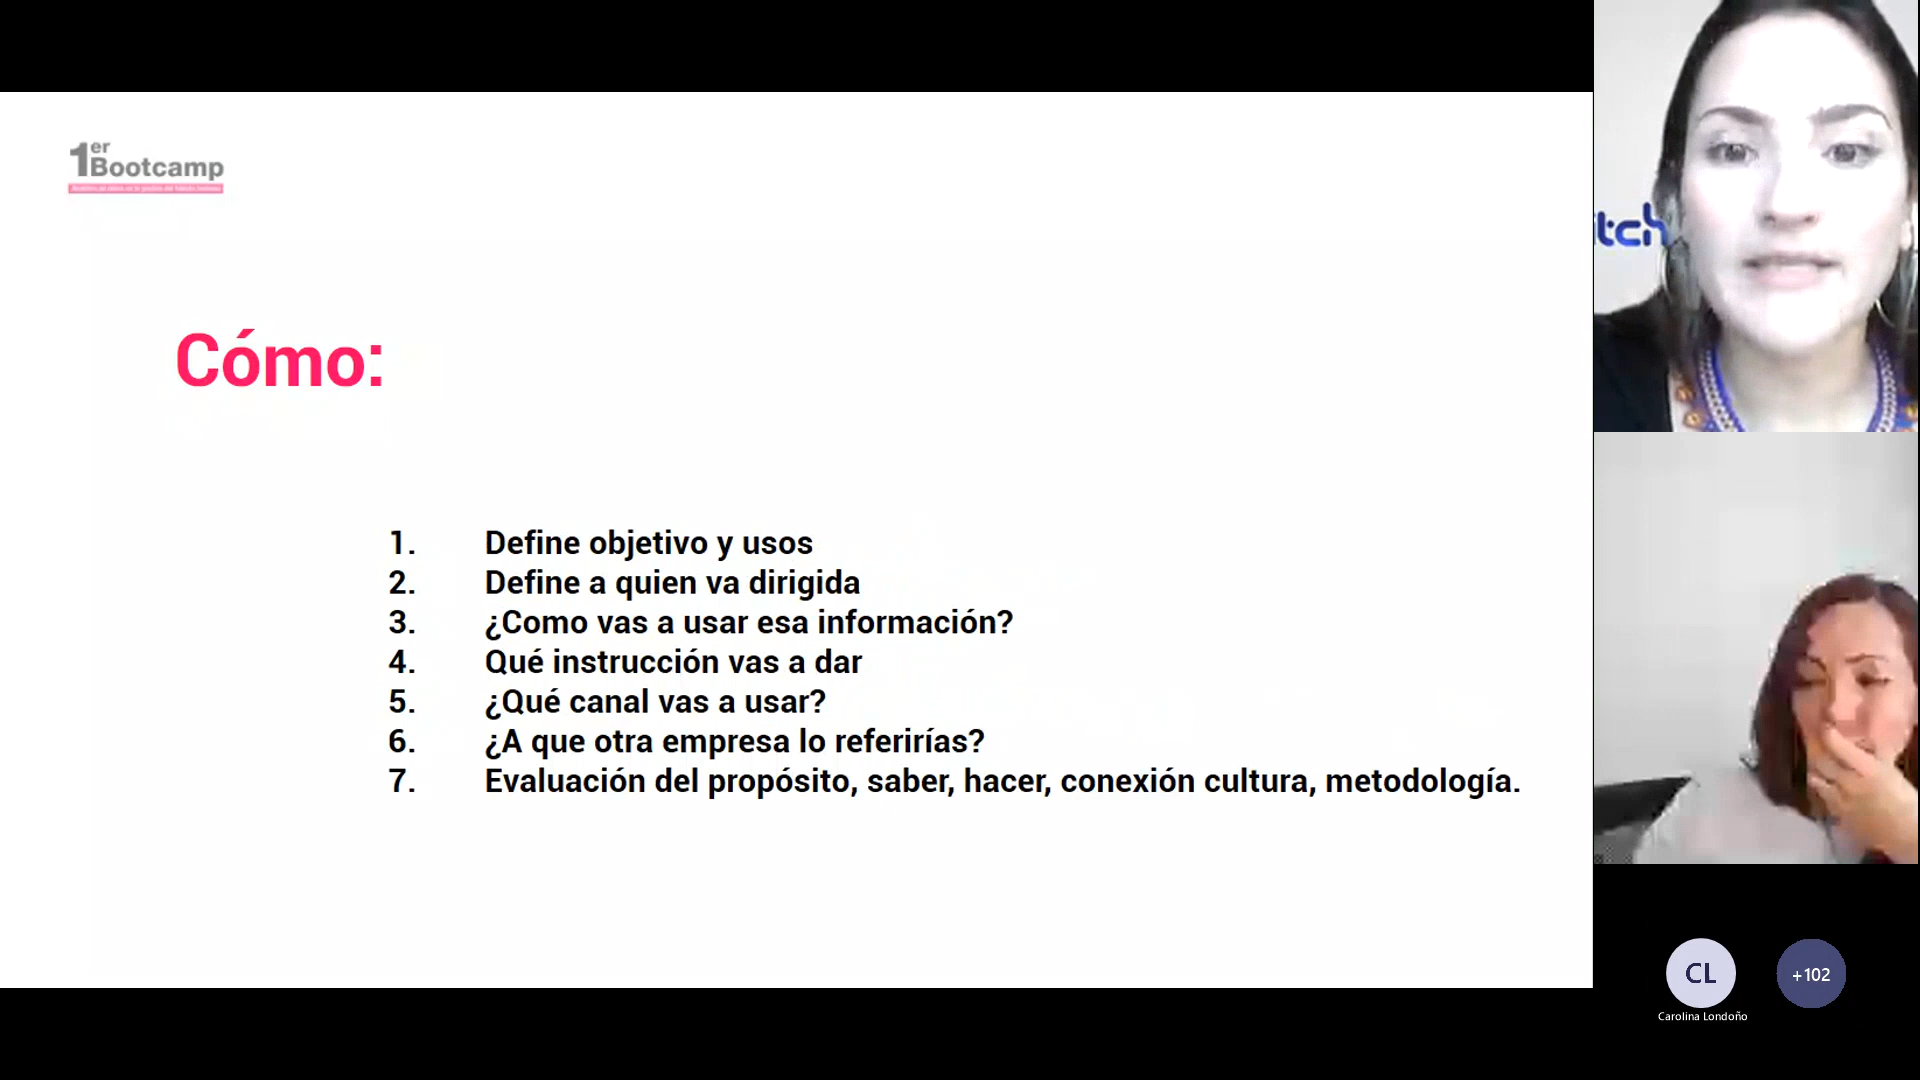 1er
Bootcamp
Cómo:
1. Define objetivo y usos
2. Define a quien va dirigida
3. ¿Como vas a usar esa información?
4. Qué instrucción vas a dar
5. ¿Qué canal vas a usar?
6. ¿A que otra empresa lo referirías?
7. Evaluación del propósito, saber, hacer, conexión cultura, metodología.
itch
CL
+102
Carolina Londoño